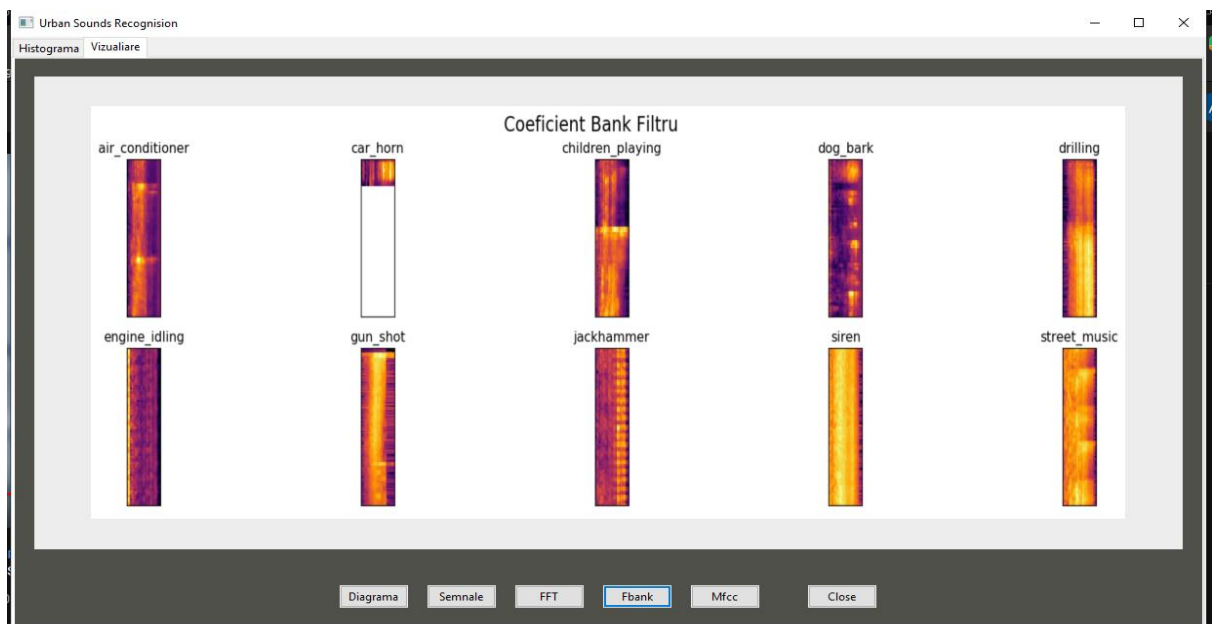 Urban Sounds Recognision
Histograma Vizualiare
Coeficient Bank Filtru
air_conditioner car_horn children_playing dog_bark drilling
engine_idling gun_shot jackhammer siren street_music
Diagrama Semnale FFT Fbank Mfcc Close